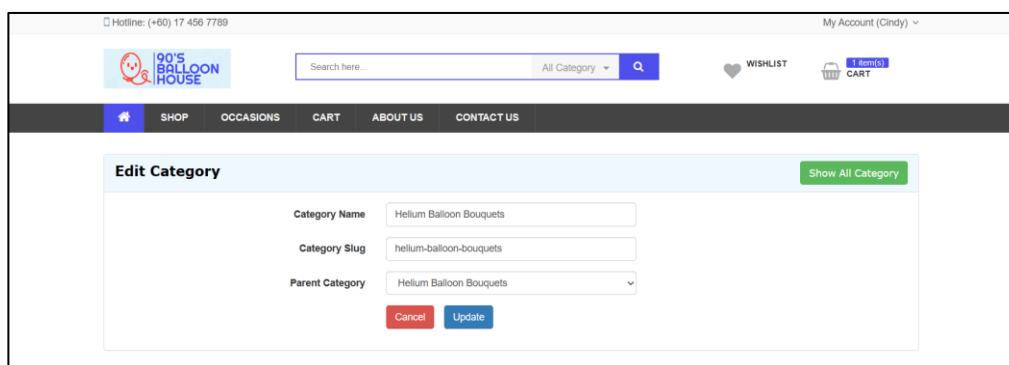 Hotline: (+60) 17 456 7789
My Account (Cindy)
90'S
BALLOON
HOUSE
Search here...
All Category
WISHLIST
1 item(s)
CART
SHOP OCCASIONS CART ABOUT US CONTACT US
Edit Category
Show All Category
Category Name Helium Balloon Bouquets
Category Slug helium-balloon-bouquets
Parent Category Helium Balloon Bouquets
Cancel Update